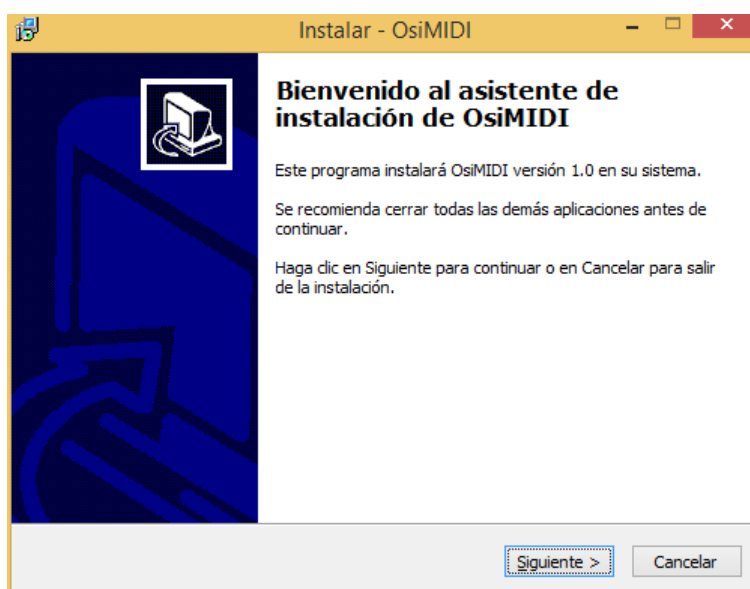 Instalar - OsiMIDI
Bienvenido al asistente de
instalación de OsiMIDI
Este programa instalará OsiMIDI versión 1.0 en su sistema.
Se recomienda cerrar todas las demás aplicaciones antes de
continuar.
Haga clic en Siguiente para continuar o en Cancelar para salir
de la instalación.
Siguiente >
Cancelar